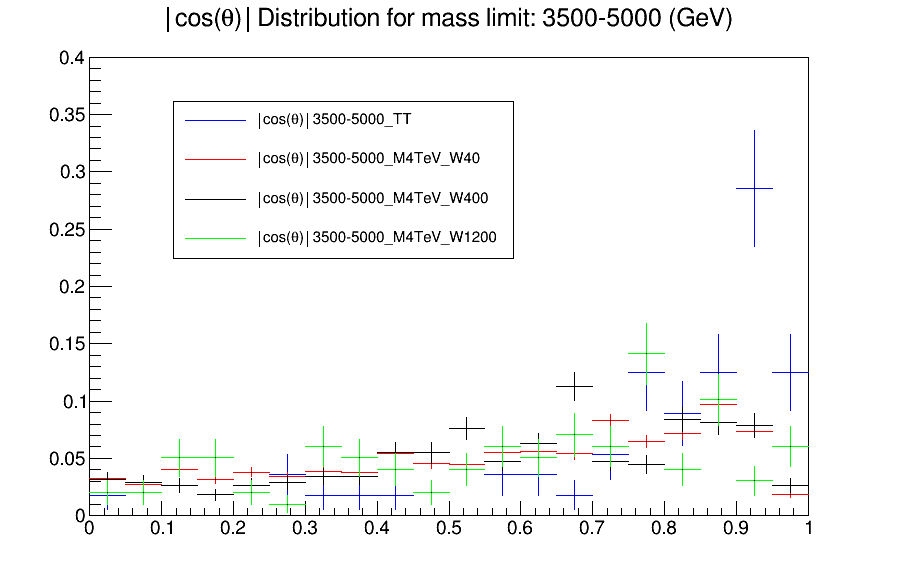 |cos(θ)| Distribution for mass limit: 3500-5000 (GeV)
0.4
0.35
0.3
0.25
0.2
0.15
0.1
0.05
0
|cos(θ)| 3500-5000_TT
|cos(θ)| 3500-5000_M4TeV_W40
|cos(θ)| 3500-5000_M4TeV_W400
|cos(θ)| 3500-5000_M4TeV_W1200
0 0.1 0.2 0.3 0.4 0.5 0.6 0.7 0.8 0.9 1